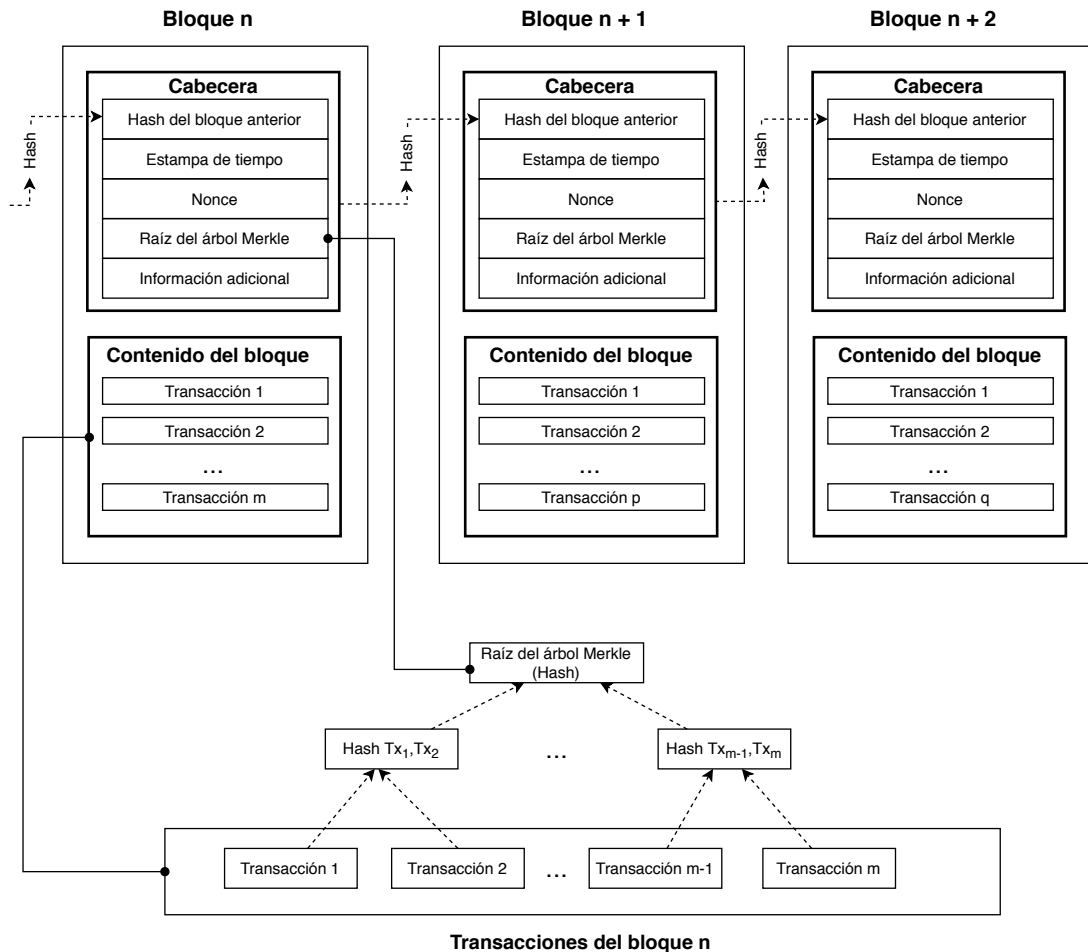 Bloque n
Bloque n + 1
Bloque n + 2
Cabecera
Hash del bloque anterior
Estampa de tiempo
Nonce
Raíz del árbol Merkle
Información adicional
Cabecera
Hash del bloque anterior
Estampa de tiempo
Nonce
Raíz del árbol Merkle
Información adicional
Cabecera
Hash del bloque anterior
Estampa de tiempo
Nonce
Raíz del árbol Merkle
Información adicional
Hash
Hash
Hash
Contenido del bloque
Transacción 1
Transacción 2
...
Transacción m
Contenido del bloque
Transacción 1
Transacción 2
...
Transacción p
Contenido del bloque
Transacción 1
Transacción 2
...
Transacción q
Raíz del árbol Merkle
(Hash)
Hash Tx1,Tx2
...
Hash Txm-1,Txm
Transacción 1
Transacción 2
...
Transacción m-1
Transacción m
Transacciones del bloque n